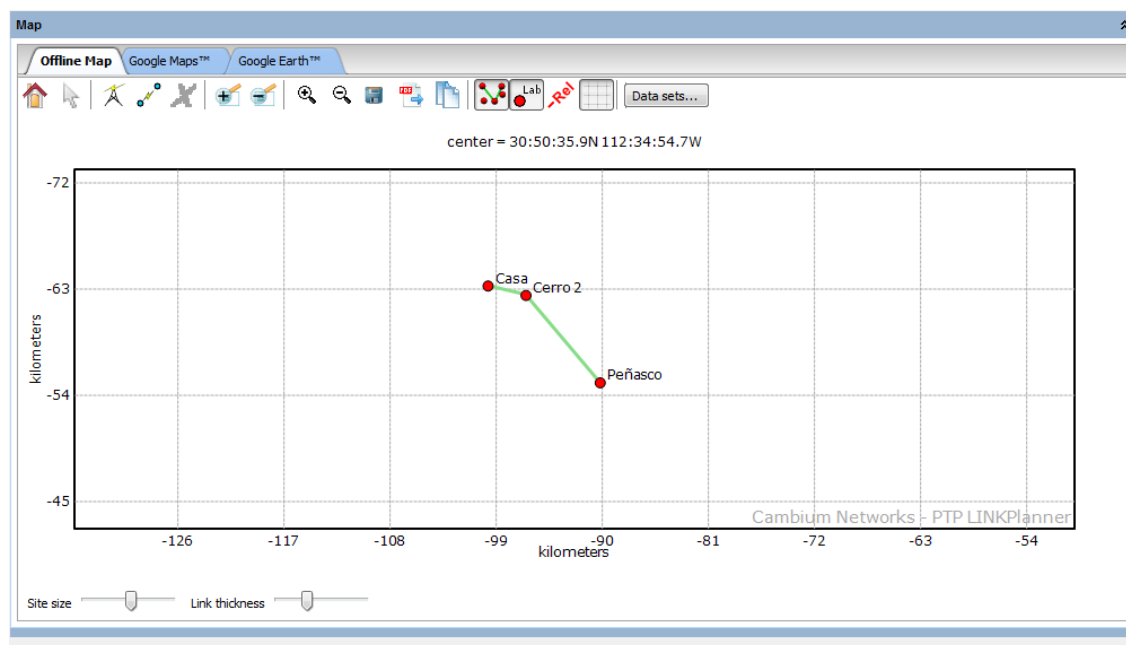 Map
Offline Map Google Maps™ Google Earth™
PDF Lab -Rel Data sets...
center = 30:50:35.9N 112:34:54.7W
-72
-63
-54
-45
kilometers
Casa
Cerro 2
Peñasco
Cambium Networks - PTP LINKPlanner
-126 -117 -108 -99 -90 -81 -72 -63 -54
kilometers
Site size Link thickness